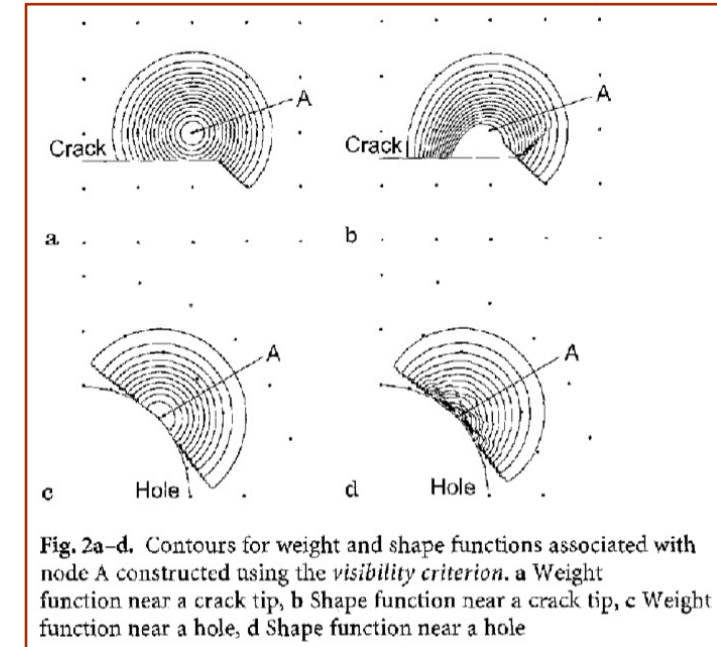 A
A
Crack
Crack
a
b
A
A
Hole
Hole
c
d
Fig. 2a–d. Contours for weight and shape functions associated with
node A constructed using the visibility criterion. a Weight
function near a crack tip, b Shape function near a crack tip, c Weight
function near a hole, d Shape function near a hole